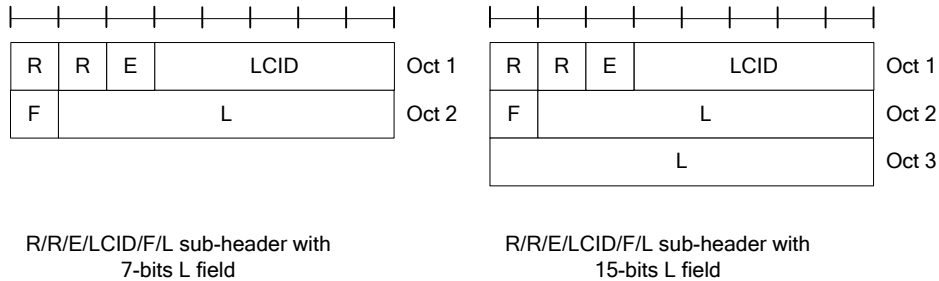 R R E LCID Oct 1
F L Oct 2
R/R/E/LCID/F/L sub-header with
7-bits L field
R R E LCID Oct 1
F L Oct 2
L Oct 3
R/R/E/LCID/F/L sub-header with
15-bits L field